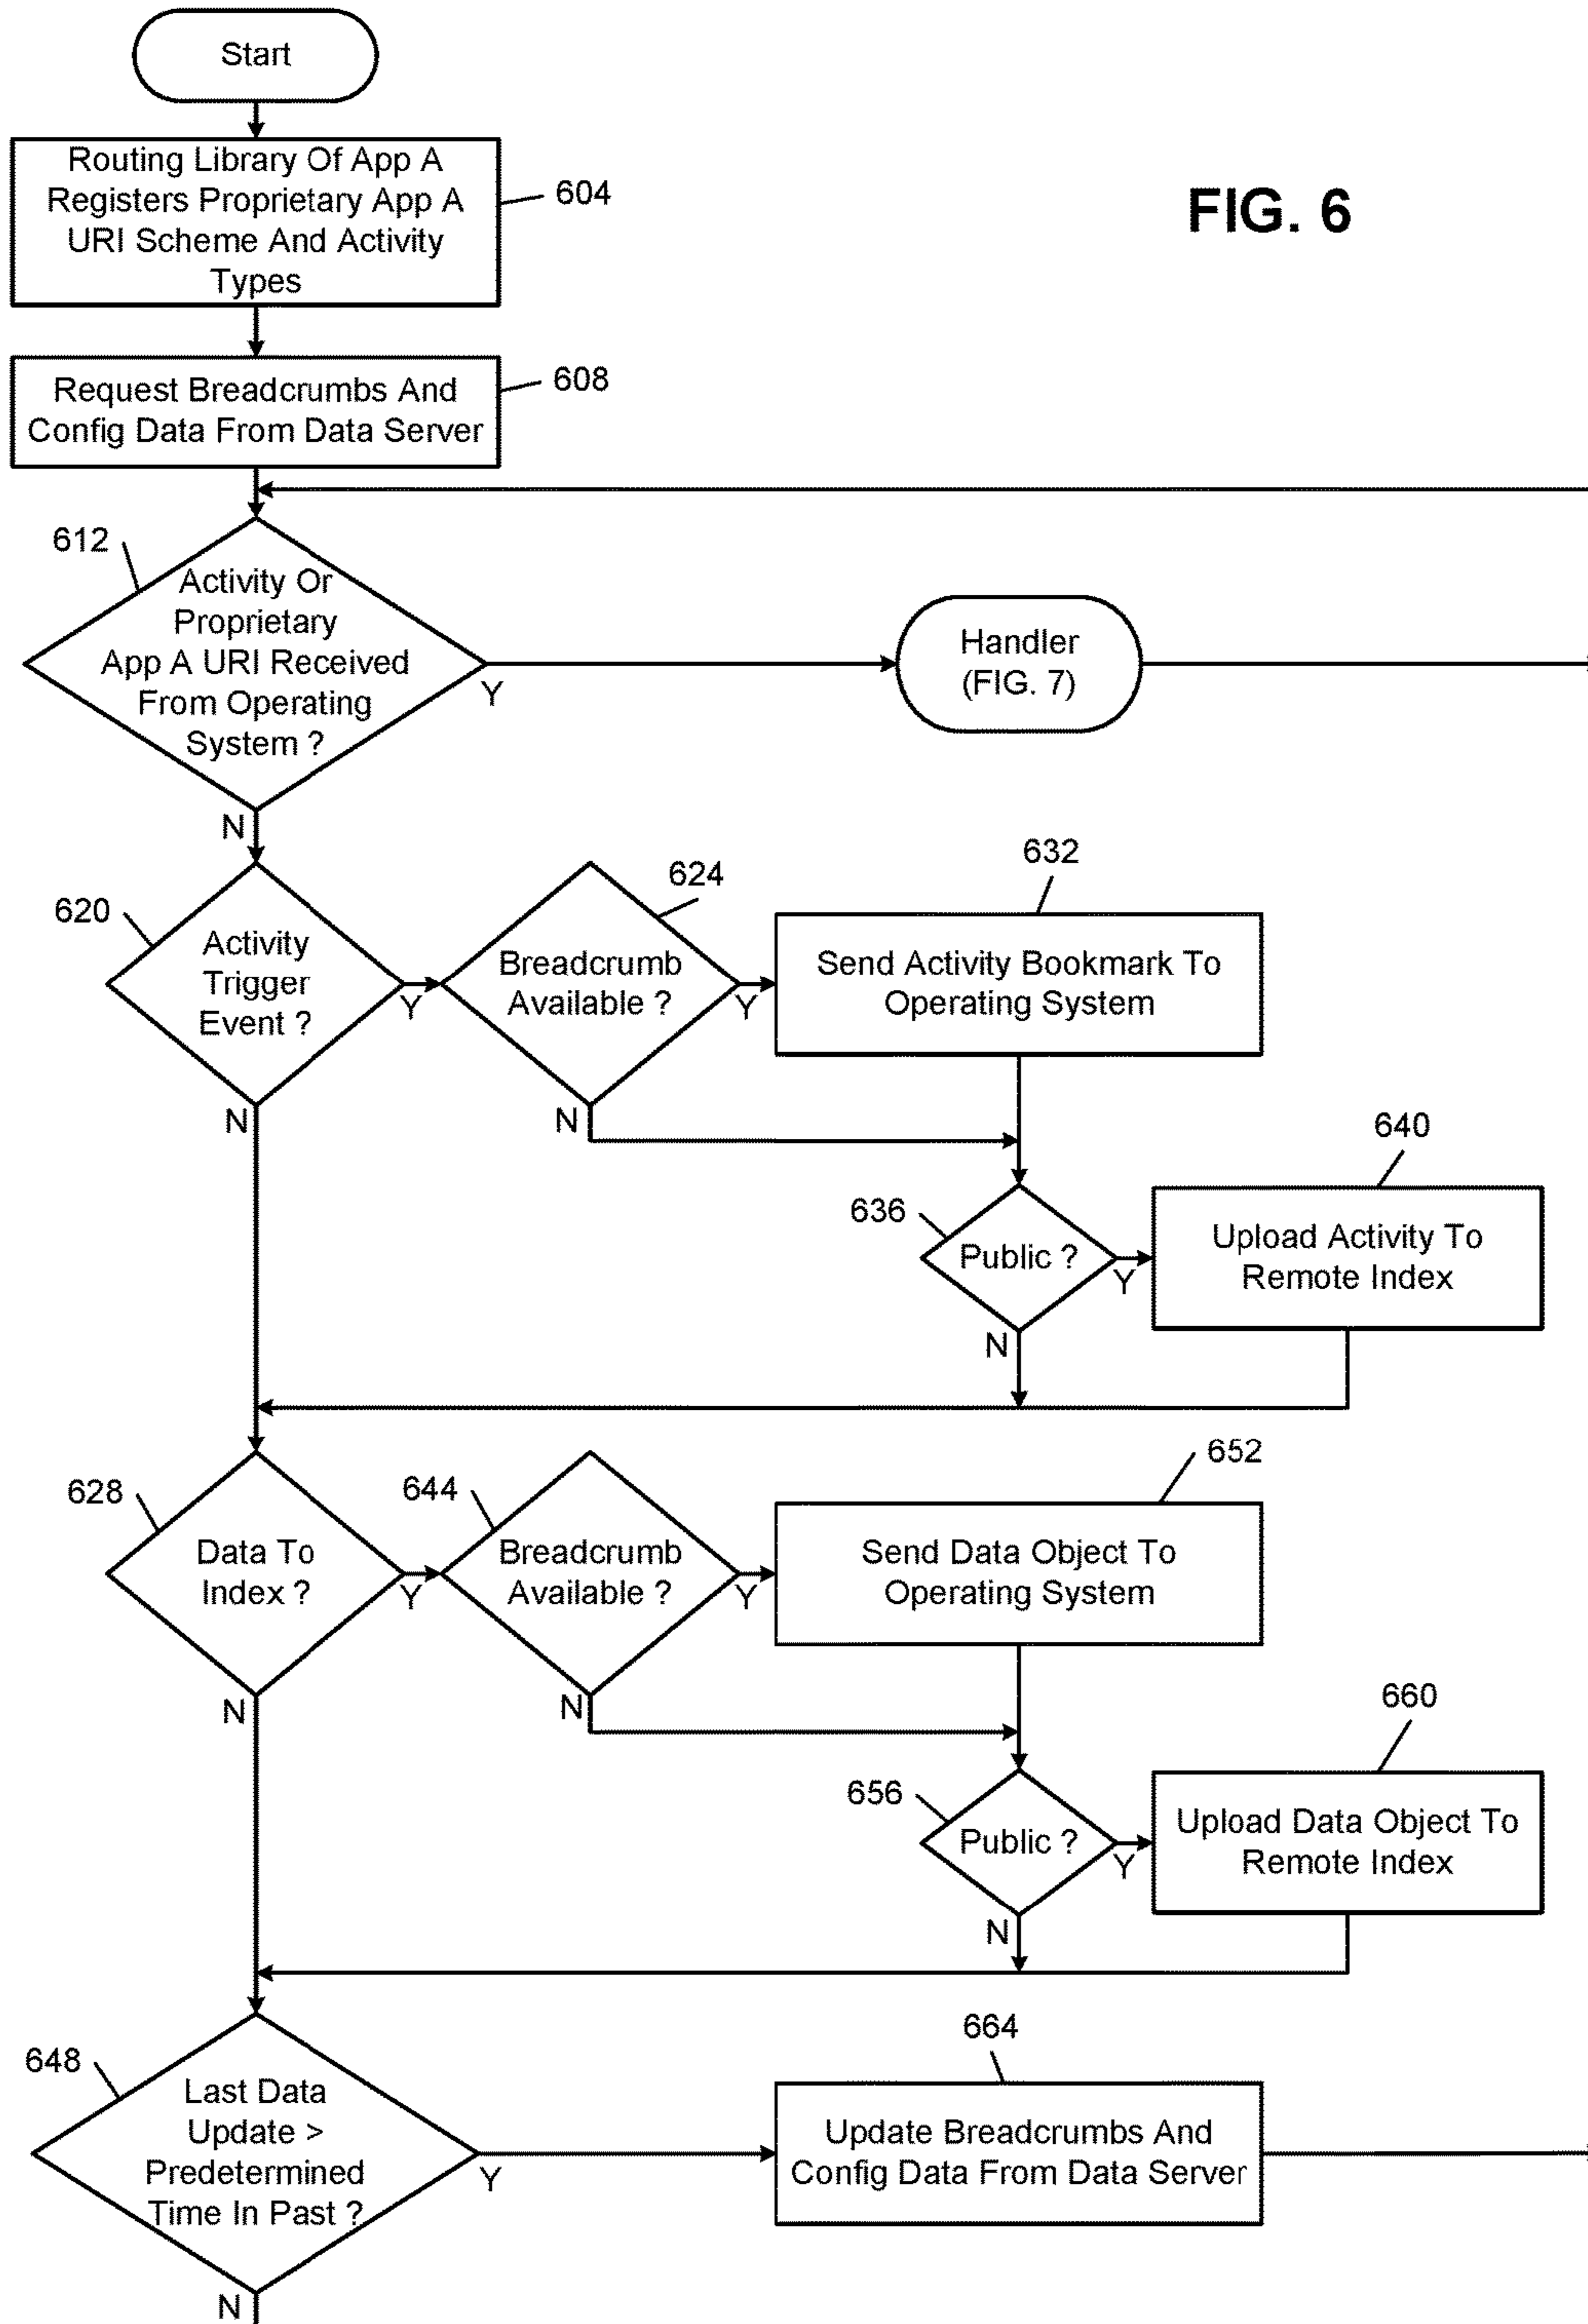 Start
Routing Library Of App A
Registers Proprietary App A
URI Scheme And Activity
Types
604
FIG. 6
Request Breadcrumbs And
Config Data From Data Server
608
612
Activity Or
Proprietary
App A URI Received
From Operating
System ?
Y
N
Handler
(FIG. 7)
620
Activity
Trigger
Event ?
Y
N
624
Breadcrumb
Available ?
Y
N
632
Send Activity Bookmark To
Operating System
636
Public ?
Y
N
640
Upload Activity To
Remote Index
628
Data To
Index ?
Y
N
644
Breadcrumb
Available ?
Y
N
652
Send Data Object To
Operating System
656
Public ?
Y
N
660
Upload Data Object To
Remote Index
648
Last Data
Update >
Predetermined
Time In Past ?
Y
N
664
Update Breadcrumbs And
Config Data From Data Server